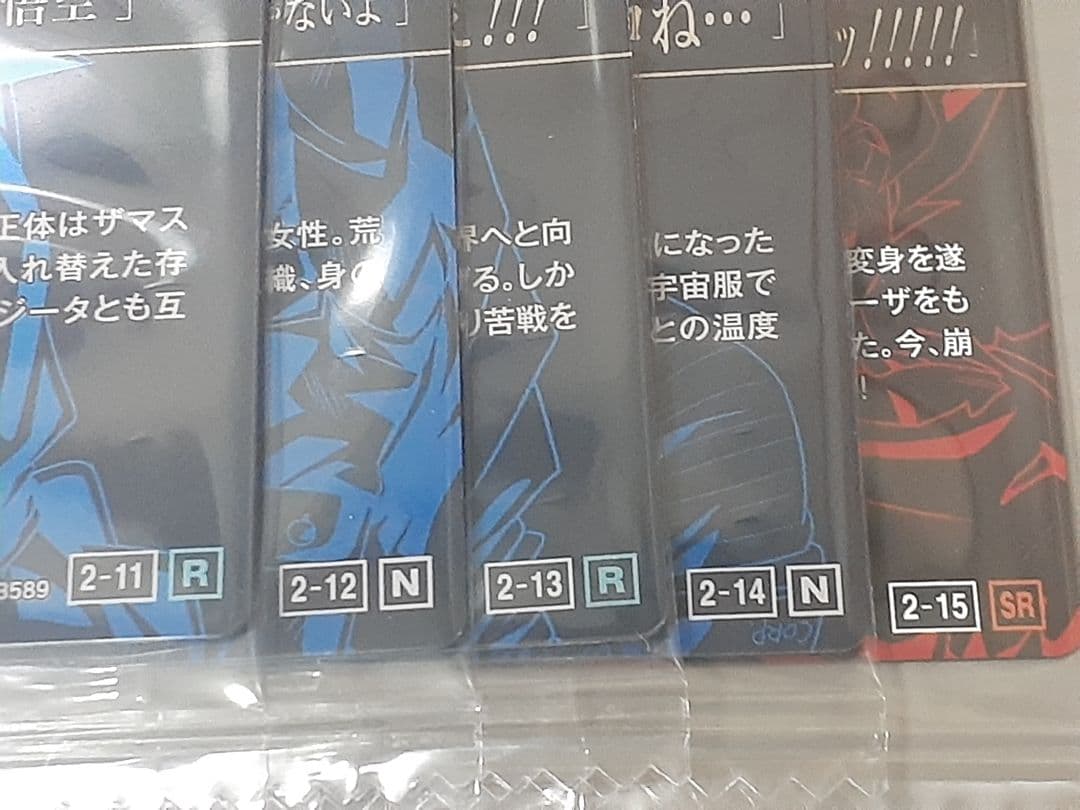 悟空」
ないよ」
!!!」
ね…」
ッ!!!!!」
正体はザマス
入れ替えた存
ジータとも互
3589
2-11 R
女性。荒
織、身の
2-12 N
界へと向
る。しか
り苦戦を
2-13 R
になった
宇宙服で
との温度
2-14 N
CORP
変身を遂
ーザをも
た。今、崩
!
2-15 SR